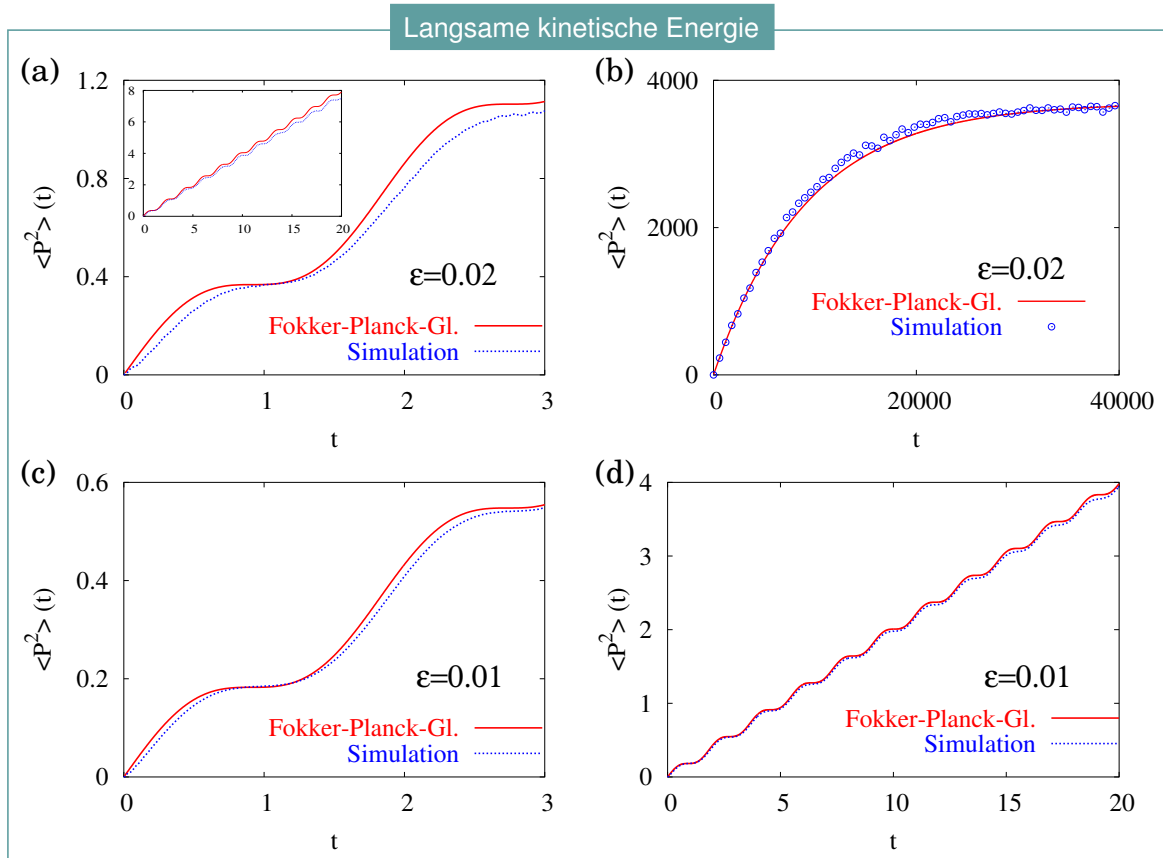 Langsame kinetische Energie
(a)
1.2
0.8
0.4
0
<P²> (t)
8
6
4
2
0
0 5 10 15 20
ε=0.02
Fokker-Planck-Gl.
Simulation
0 1 2 3
t
(b)
4000
2000
0
<P²> (t)
ε=0.02
Fokker-Planck-Gl.
Simulation
0 20000 40000
t
(c)
0.6
0.4
0.2
0
<P²> (t)
ε=0.01
Fokker-Planck-Gl.
Simulation
0 1 2 3
t
(d)
4
3
2
1
0
<P²> (t)
ε=0.01
Fokker-Planck-Gl.
Simulation
0 5 10 15 20
t